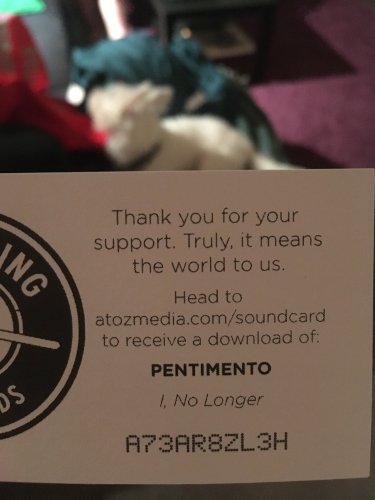 Thank you for your
support. Truly, it means
the world to us.
Head to
atozmedia.com/soundcard
to receive a download of:
PENTIMENTO
I, No Longer
A73AR8ZL3H